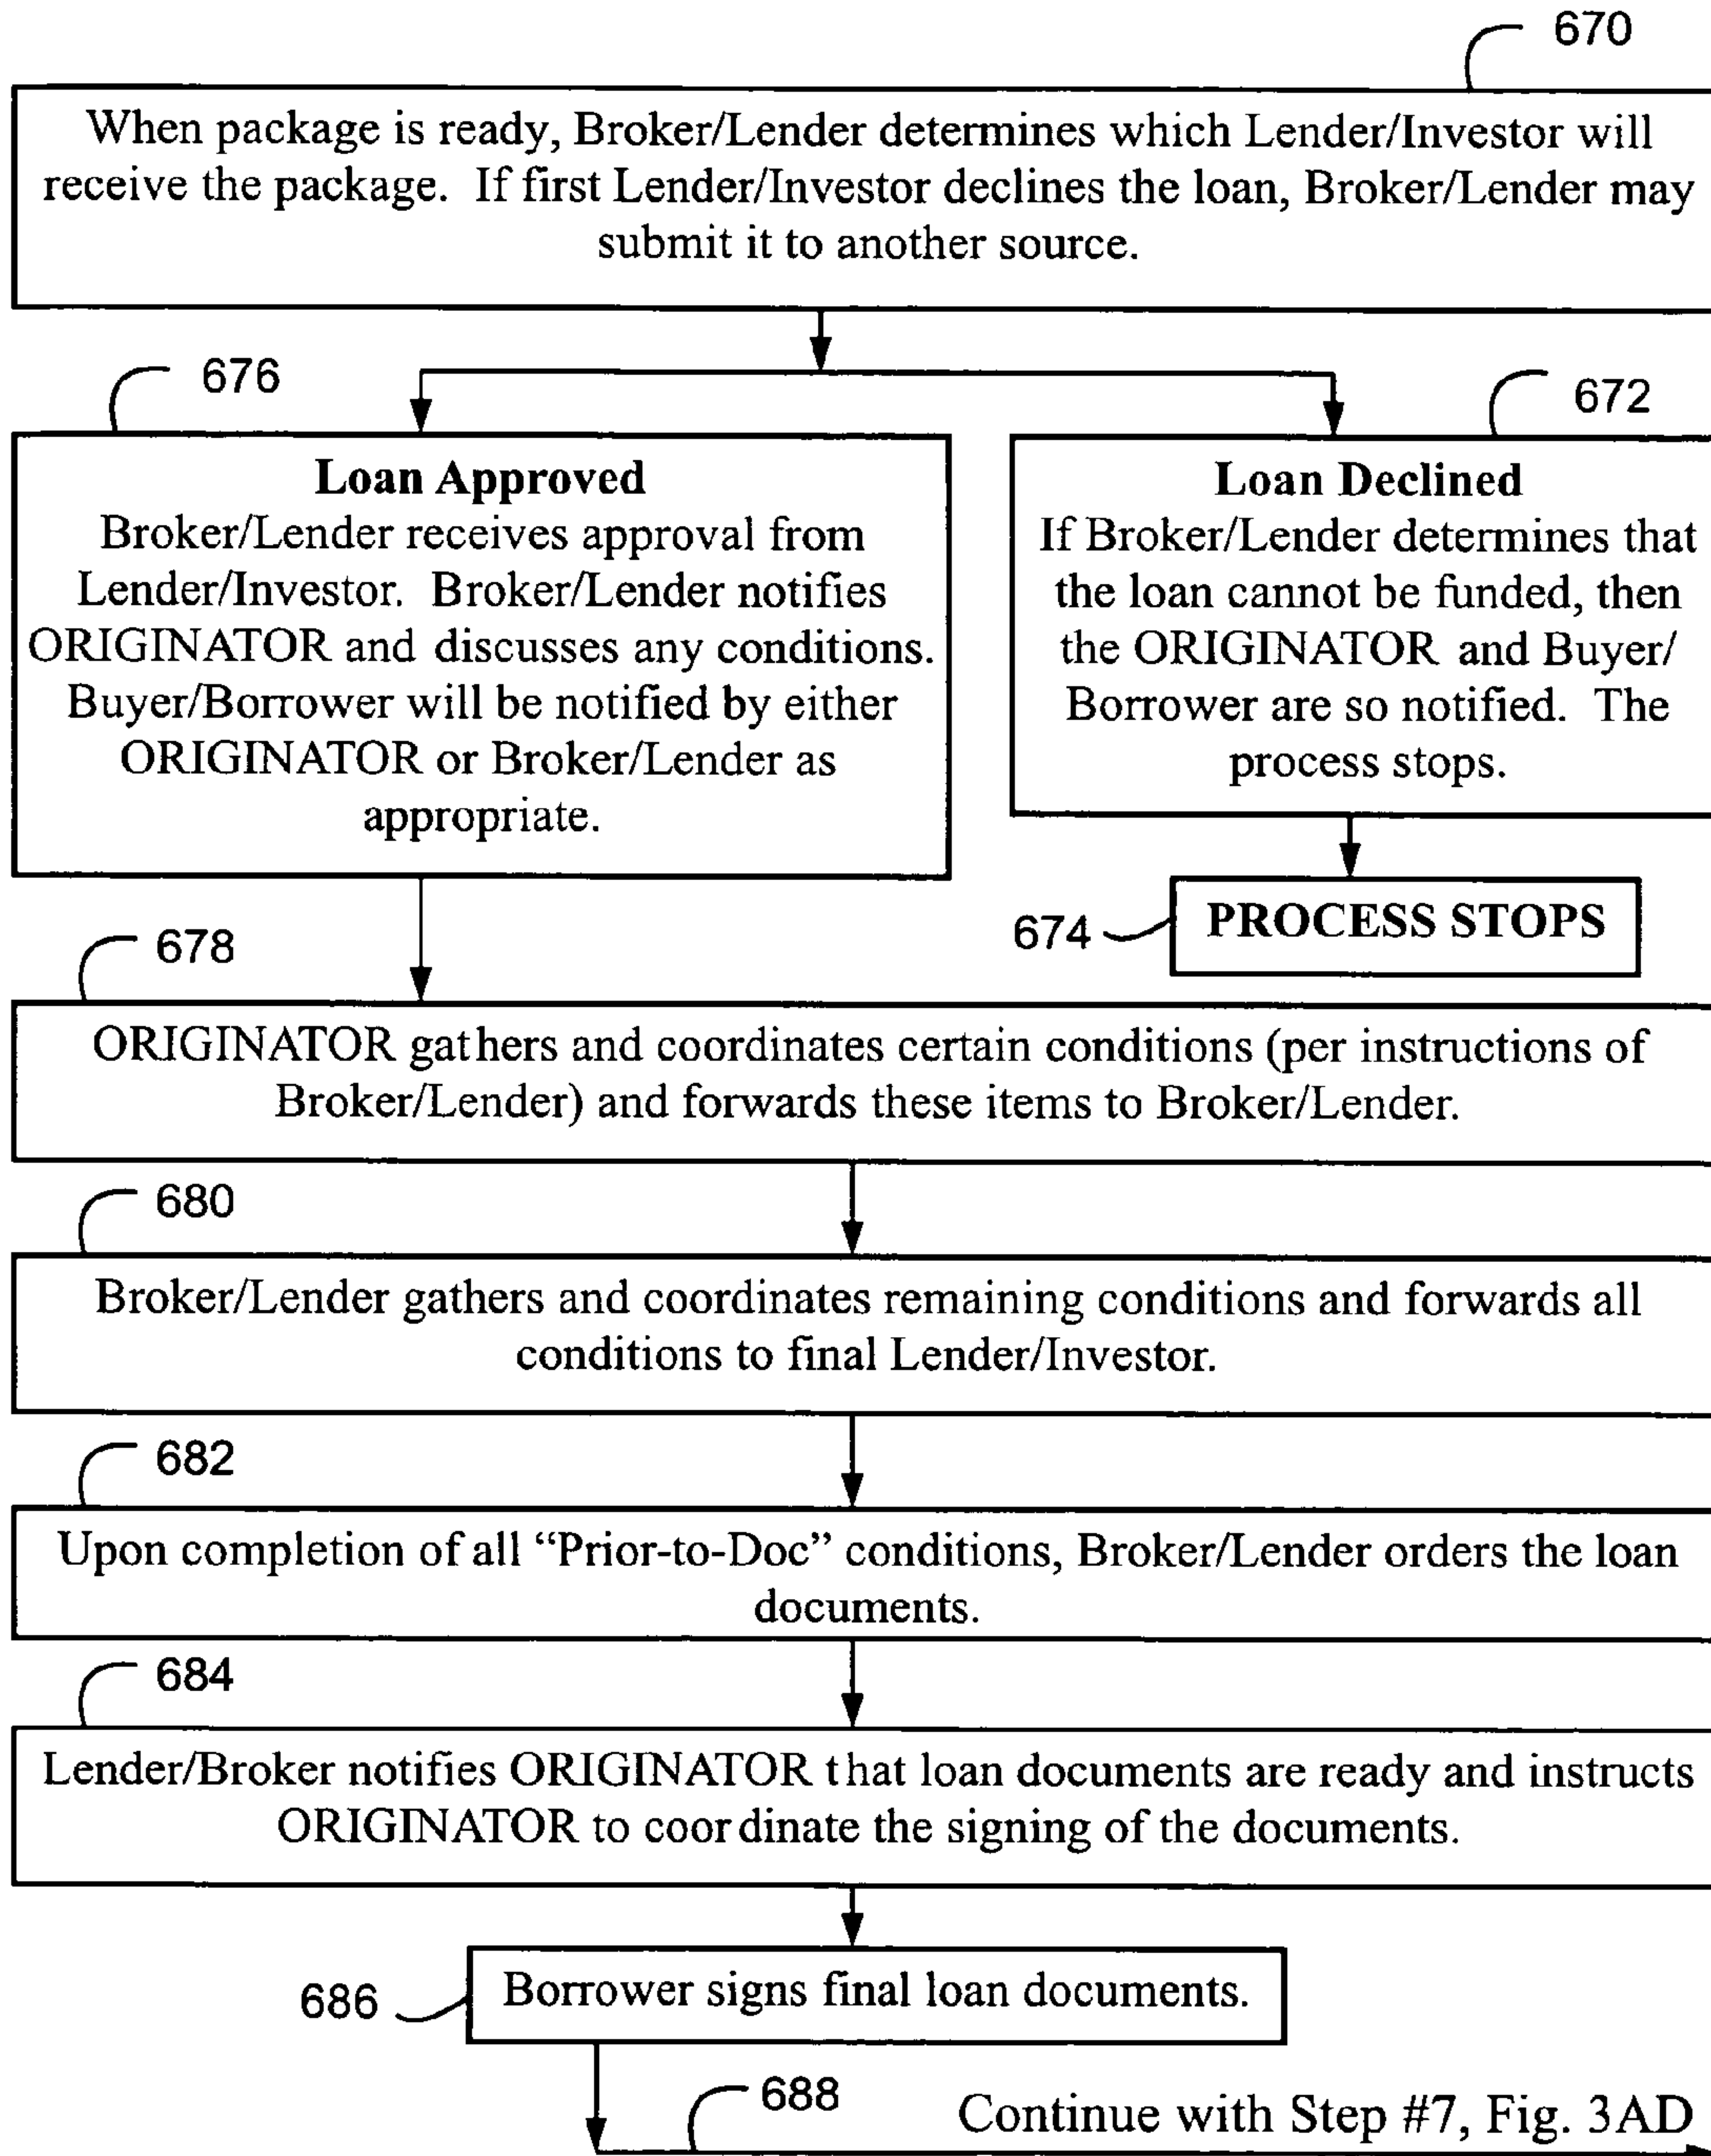 670
When package is ready, Broker/Lender determines which Lender/Investor will
receive the package.  If first Lender/Investor declines the loan, Broker/Lender may
submit it to another source.
676
Loan Approved
Broker/Lender receives approval from
Lender/Investor.  Broker/Lender notifies
ORIGINATOR and discusses any conditions.
Buyer/Borrower will be notified by either
ORIGINATOR or Broker/Lender as
appropriate.
672
Loan Declined
If Broker/Lender determines that
the loan cannot be funded, then
the ORIGINATOR and Buyer/
Borrower are so notified.  The
process stops.
674
PROCESS STOPS
678
ORIGINATOR gathers and coordinates certain conditions (per instructions of
Broker/Lender) and forwards these items to Broker/Lender.
680
Broker/Lender gathers and coordinates remaining conditions and forwards all
conditions to final Lender/Investor.
682
Upon completion of all “Prior-to-Doc” conditions, Broker/Lender orders the loan
documents.
684
Lender/Broker notifies ORIGINATOR that loan documents are ready and instructs
ORIGINATOR to coordinate the signing of the documents.
686
Borrower signs final loan documents.
688
Continue with Step #7, Fig. 3AD